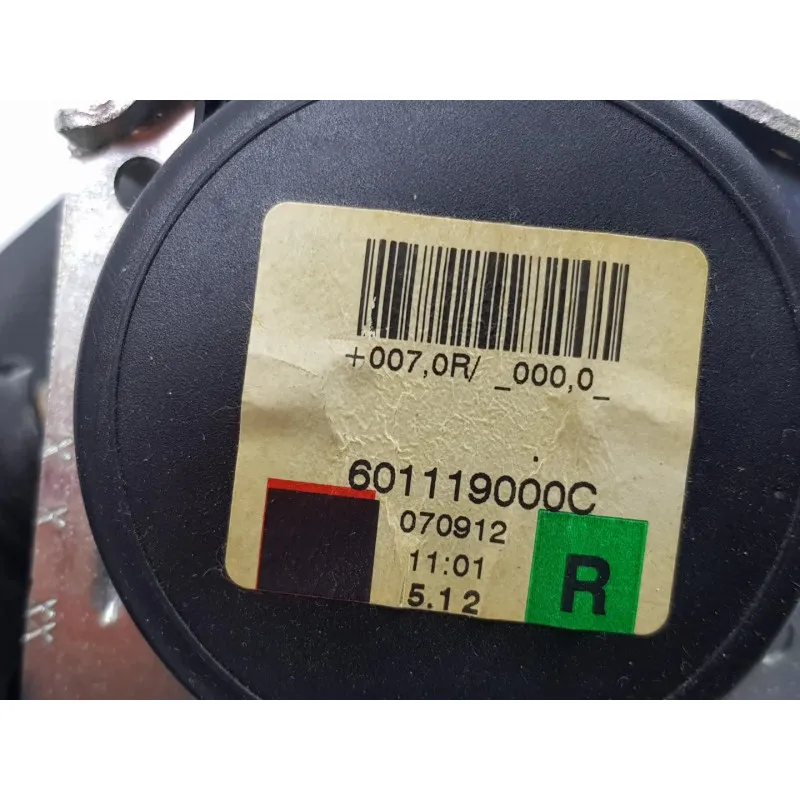 +007,0R/ _000,0_
601119000C
070912
11:01
5.12
R